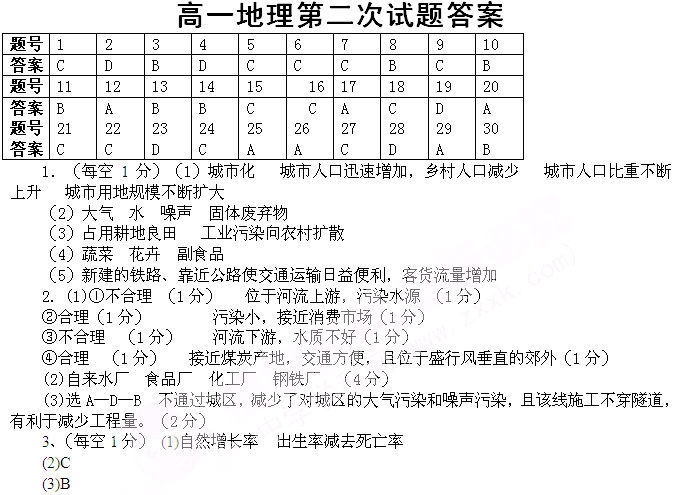 高一地理第二次试题答案
题号 1 2 3 4 5 6 7 8 9 10
答案 C D B D C C C B C B
题号 11 12 13 14 15 16 17 18 19 20
答案 B A B B C C A C D A
题号 21 22 23 24 25 26 27 28 29 30
答案 C C D C A A C D A B
1．（每空 1 分）（1）城市化 城市人口迅速增加，乡村人口减少 城市人口比重不断
上升 城市用地规模不断扩大
（2）大气 水 噪声 固体废弃物
（3）占用耕地良田 工业污染向农村扩散
（4）蔬菜 花卉 副食品
（5）新建的铁路、靠近公路使交通运输日益便利，客货流量增加
2. (1)①不合理 （1分） 位于河流上游，污染水源 （1分）
②合理（1分） 污染小，接近消费市场（1分）
③不合理 （1分） 河流下游，水质不好（1分）
④合理 （1分） 接近煤炭产地，交通方便，且位于盛行风垂直的郊外（1分）
(2)自来水厂 食品厂 化工厂 钢铁厂 （4分）
(3)选 A—D—B 不通过城区，减少了对城区的大气污染和噪声污染，且该线施工不穿隧道，
有利于减少工程量。（2分）
3、（每空1分） (1)自然增长率 出生率减去死亡率
(2)C
(3)B